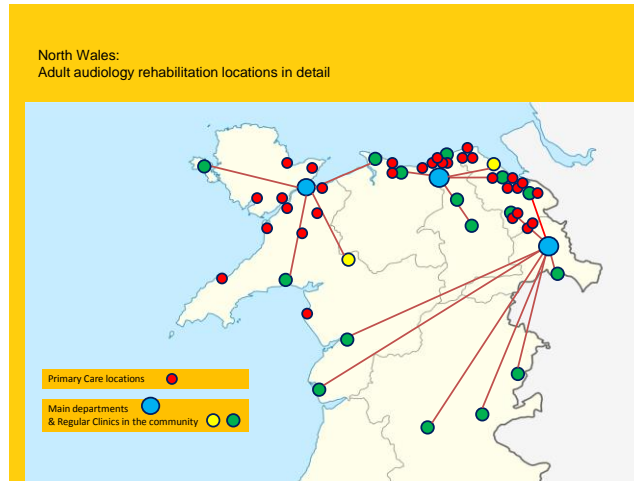 North Wales:
Adult audiology rehabilitation locations in detail
Primary Care locations
Main departments
& Regular Clinics in the community